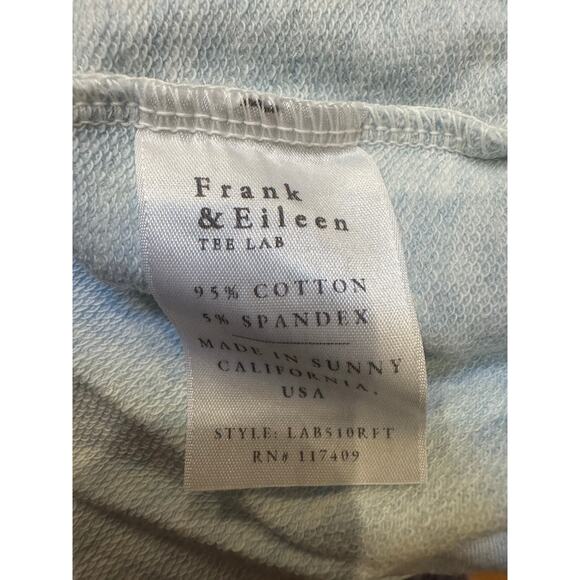 Frank
& Eileen
TEE LAB
95% COTTON
5% SPANDEX
MADE IN SUNNY
CALIFORNIA,
USA
STYLE: LAB510RFT
RN# 117409